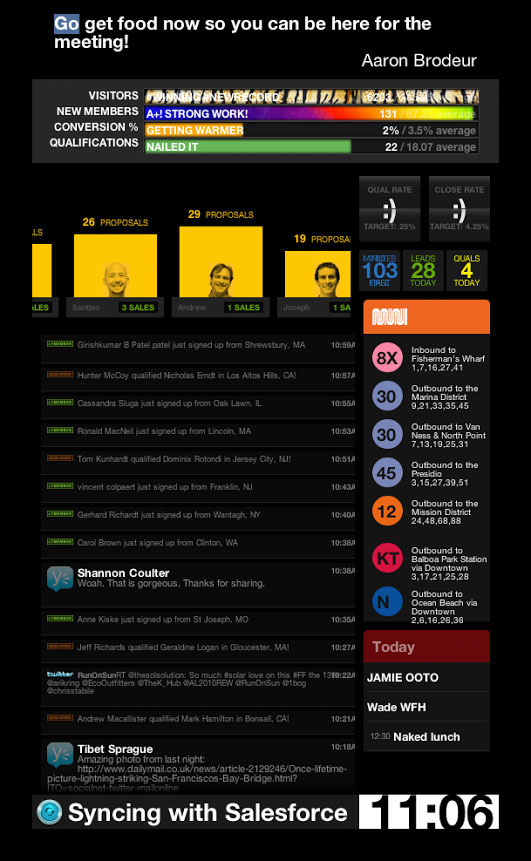 Go get food now so you can be here for the
meeting!
Aaron Brodeur
VISITORS
#WINNING #NEWRECORD
NEW MEMBERS
A+! STRONG WORK!
131 / 67.33 average
CONVERSION %
GETTING WARMER
2% / 3.5% average
QUALIFICATIONS
NAILED IT
22 / 18.07 average
QUAL RATE
:)
TARGET: 25%
CLOSE RATE
:)
TARGET: 4.25%
26 PROPOSALS
29 PROPOSALS
19 PROPOSA
Santino 3 SALES
Andrew 1 SALES
Joseph 1 SALES
MINUTES
103
LEADS
28
TODAY
QUALS
4
TODAY
MUNI
8X Inbound to
Fisherman's Wharf
1,7,16,27,41
30 Outbound to the
Marina District
9,21,33,35,45
30 Outbound to Van
Ness & North Point
7,13,19,25,31
45 Outbound to the
Presidio
3,15,27,39,51
12 Outbound to the
Mission District
24,48,68,88
KT Outbound to
Balboa Park Station
via Downtown
3,17,21,25,28
N Outbound to
Ocean Beach via
Downtown
2,6,16,26,36
Girishkumar B Patel patel just signed up from Shrewsbury, MA 10:59A
Hunter McCoy qualified Nicholas Erndt in Los Altos Hills, CA! 10:57A
Cassandra Sluga just signed up from Oak Lawn, IL 10:55A
Ronald MacNeil just signed up from Lincoln, MA 10:53A
Tom Kunhardt qualified Dominix Rotondi in Jersey City, NJ! 10:51A
vincent colpaert just signed up from Franklin, NJ 10:43A
Gerhard Richardt just signed up from Wantagh, NY 10:40A
Carol Brown just signed up from Clinton, WA 10:38A
Shannon Coulter 10:38A
Woah. That is gorgeous. Thanks for sharing.
Anne Kiske just signed up from St Joseph, MO 10:35A
Jeff Richards qualified Geraldine Logan in Gloucester, MA! 10:27A
twitter RunOnSunRT @thesolsolution: So much #solar love on this #FF the 13th 10:22A
@arikring @EcoOutfitters @TheK_Hub @AL2010REW @RunOnSun @1bog
@chrisstabile
Andrew Macallister qualified Mark Hamilton in Bonsall, CA! 10:21A
Tibet Sprague 10:18A
Amazing photo from last night:
http://www.dailymail.co.uk/news/article-2129246/Once-lifetime-
picture-lightning-striking-San-Franciscos-Bay-Bridge.html?
ITO=socialnet-twitter-mailonline
Today
JAMIE OOTO
Wade WFH
12:30 Naked lunch
Syncing with Salesforce
11:06